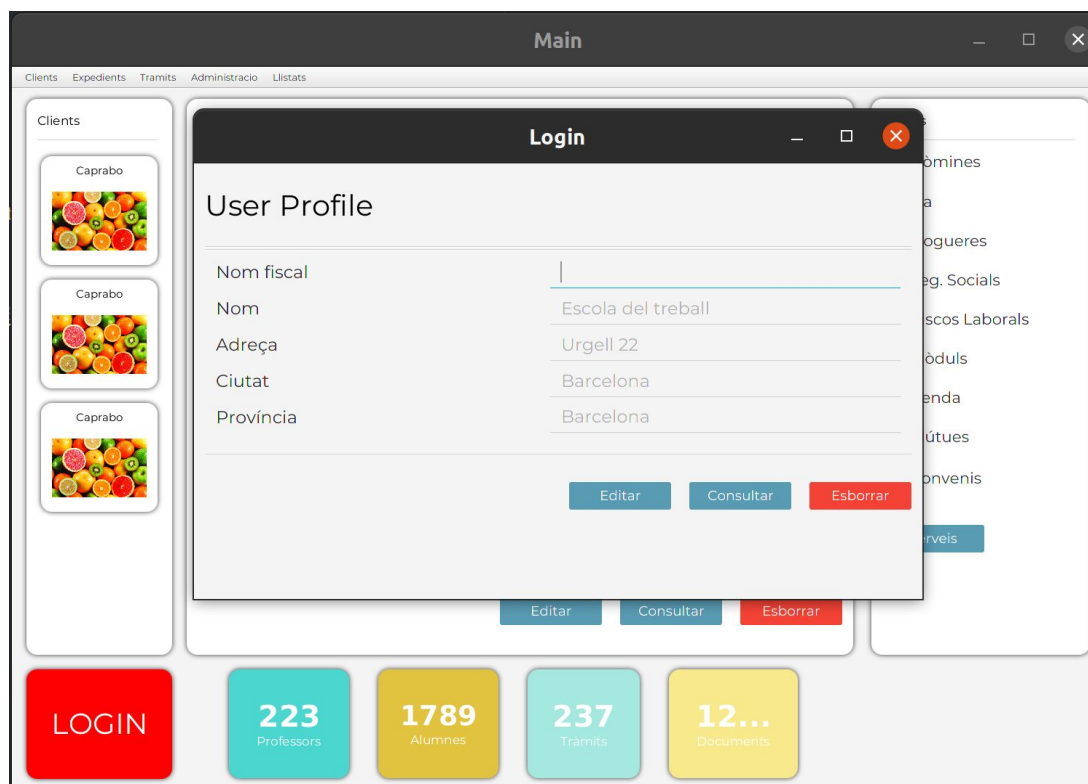 Main
Clients Expedients Tramits Administracio Llistats
Clients
Caprabo
Caprabo
Caprabo
Login
User Profile
Nom fiscal
Nom Escola del treball
Adreça Urgell 22
Ciutat Barcelona
Província Barcelona
Editar Consultar Esborrar
Editar Consultar Esborrar
òmines
a
ogueres
eg. Socials
scos Laborals
òduls
enda
útues
onvenis
erveis
LOGIN
223
Professors
1789
Alumnes
237
Tràmits
12...
Documents